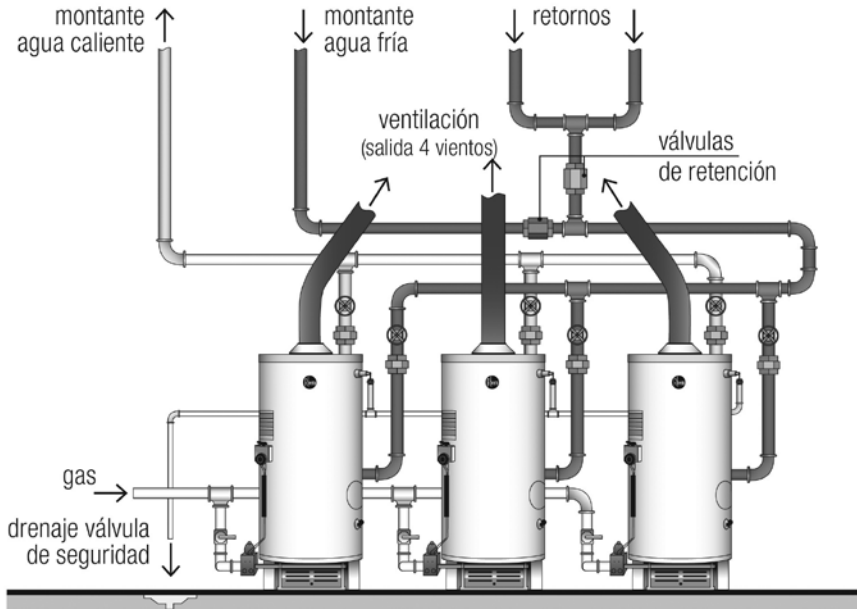 montante
agua caliente
montante
agua fría
retornos
ventilación
(salida 4 vientos)
válvulas
de retención
gas
drenaje válvula
de seguridad